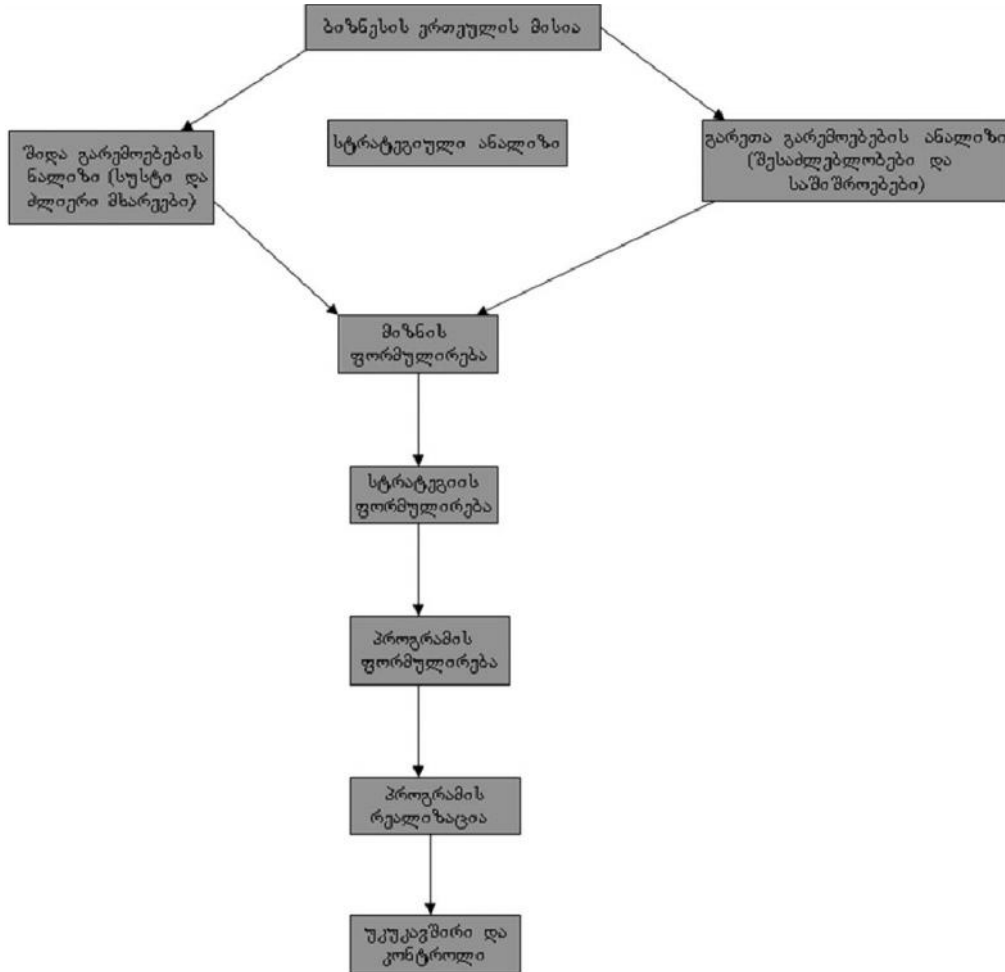 ბიზნესის ერთეულის მისია
სტრატეგიული ანალიზი
შიდა გარემოებების
ნალიზი (სუსტი და
ძლიერი მხარეები)
გარეთა გარემოებების ანალიზი
(შესაძლებლობები და
საშიშროებები)
მიზნის
ფორმულირება
სტრატეგიის
ფორმულირება
პროგრამის
ფორმულირება
პროგრამის
რეალიზაცია
უკუკავშირი და
კონტროლი